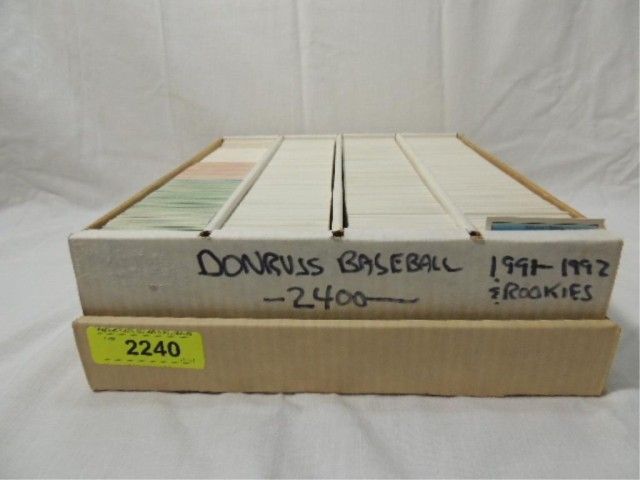 DONRUSS BASEBALL 1991-1992
-2400- & ROOKIES
2240